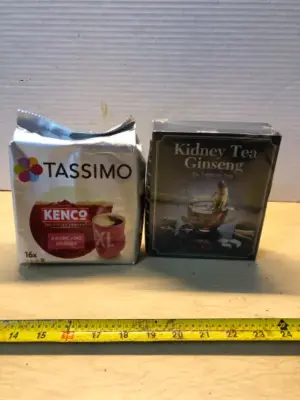 TASSIMO
KENCO
XL
16x
Kidney Tea
Ginseng
14 15 16 17 18 19 20 21 22 23 24